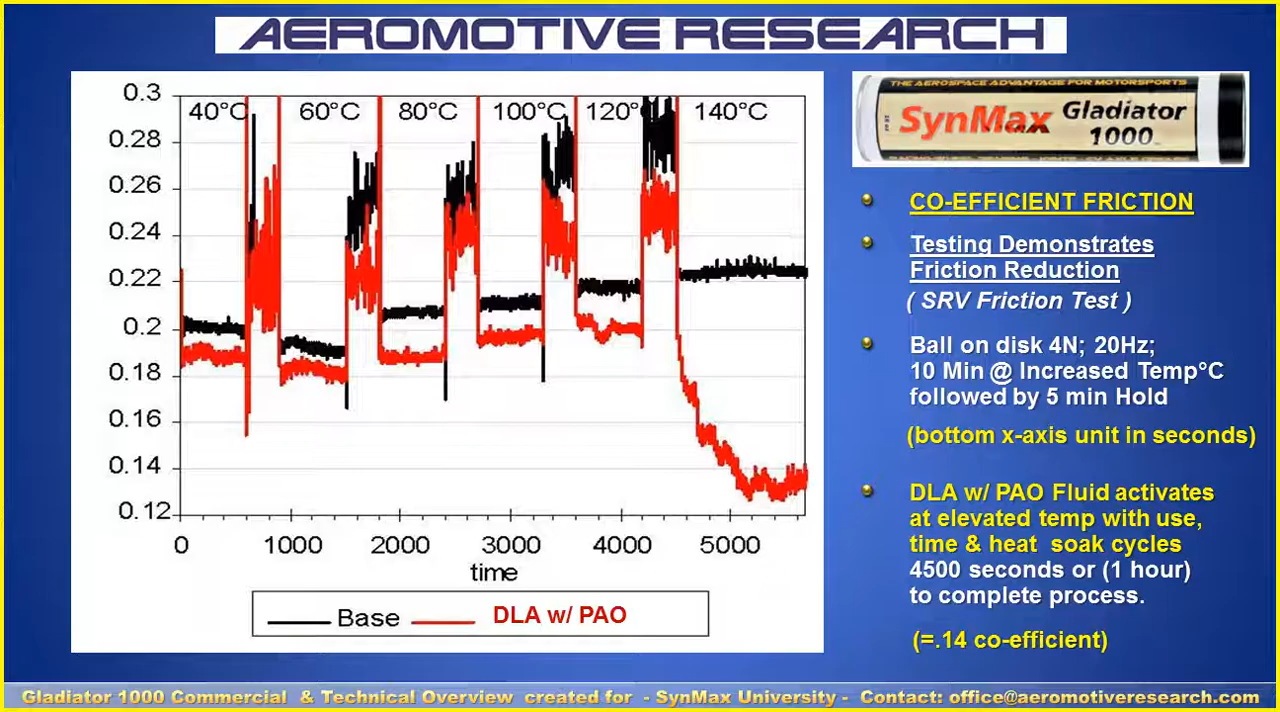 AEROMOTIVE RESEARCH
0.3
0.28
0.26
0.24
0.22
0.2
0.18
0.16
0.14
0.12
40°C 60°C 80°C 100°C 120° 140°C
0 1000 2000 3000 4000 5000
time
Base DLA w/ PAO
THE AEROSPACE ADVANTAGE FOR MOTORSPORTS
SynMax Gladiator
1000
CO-EFFICIENT FRICTION
Testing Demonstrates
Friction Reduction
( SRV Friction Test )
Ball on disk 4N; 20Hz;
10 Min @ Increased Temp°C
followed by 5 min Hold
(bottom x-axis unit in seconds)
DLA w/ PAO Fluid activates
at elevated temp with use,
time & heat soak cycles
4500 seconds or (1 hour)
to complete process.
(=.14 co-efficient)
Gladiator 1000 Commercial & Technical Overview created for - SynMax University - Contact: office@aeromotiveresearch.com